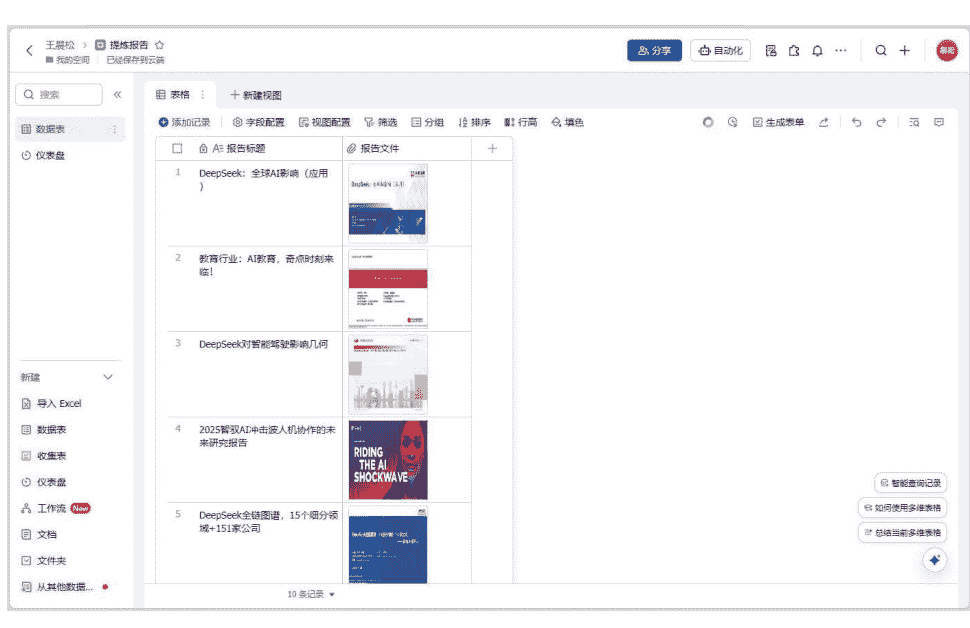 王晨松 > 提炼报告
我的空间 | 已经保存到云端
分享
自动化
搜索
数据表
仪表盘
新建
导入 Excel
数据表
收集表
仪表盘
工作流 New
文档
文件夹
从其他数据...
表格
+ 新建视图
添加记录
字段配置
视图配置
筛选
分组
排序
行高
填色
生成表单
A= 报告标题
报告文件
1
DeepSeek：全球AI影响（应用
）
2
教育行业：AI教育，奇点时刻来
临！
3
DeepSeek对智能驾驶影响几何
4
2025智驭AI冲击波人机协作的未
来研究报告
RIDING
THE AI
SHOCKWAVE
5
DeepSeek全链图谱，15个细分领
域+151家公司
10 条记录
智能查询记录
如何使用多维表格
总结当前多维表格